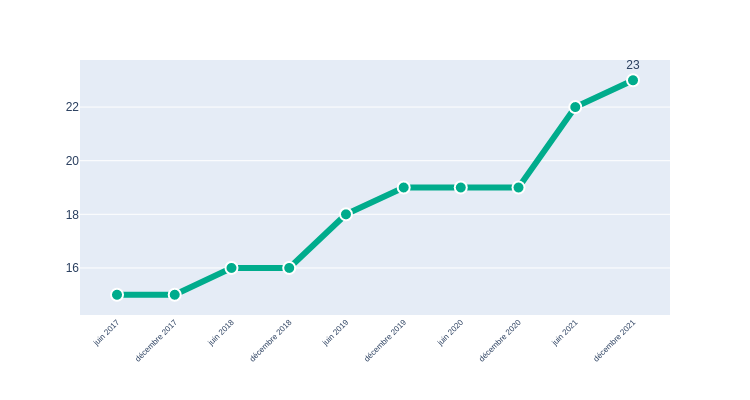 23
22
20
18
16
juin 2017
décembre 2017
juin 2018
décembre 2018
juin 2019
décembre 2019
juin 2020
décembre 2020
juin 2021
décembre 2021